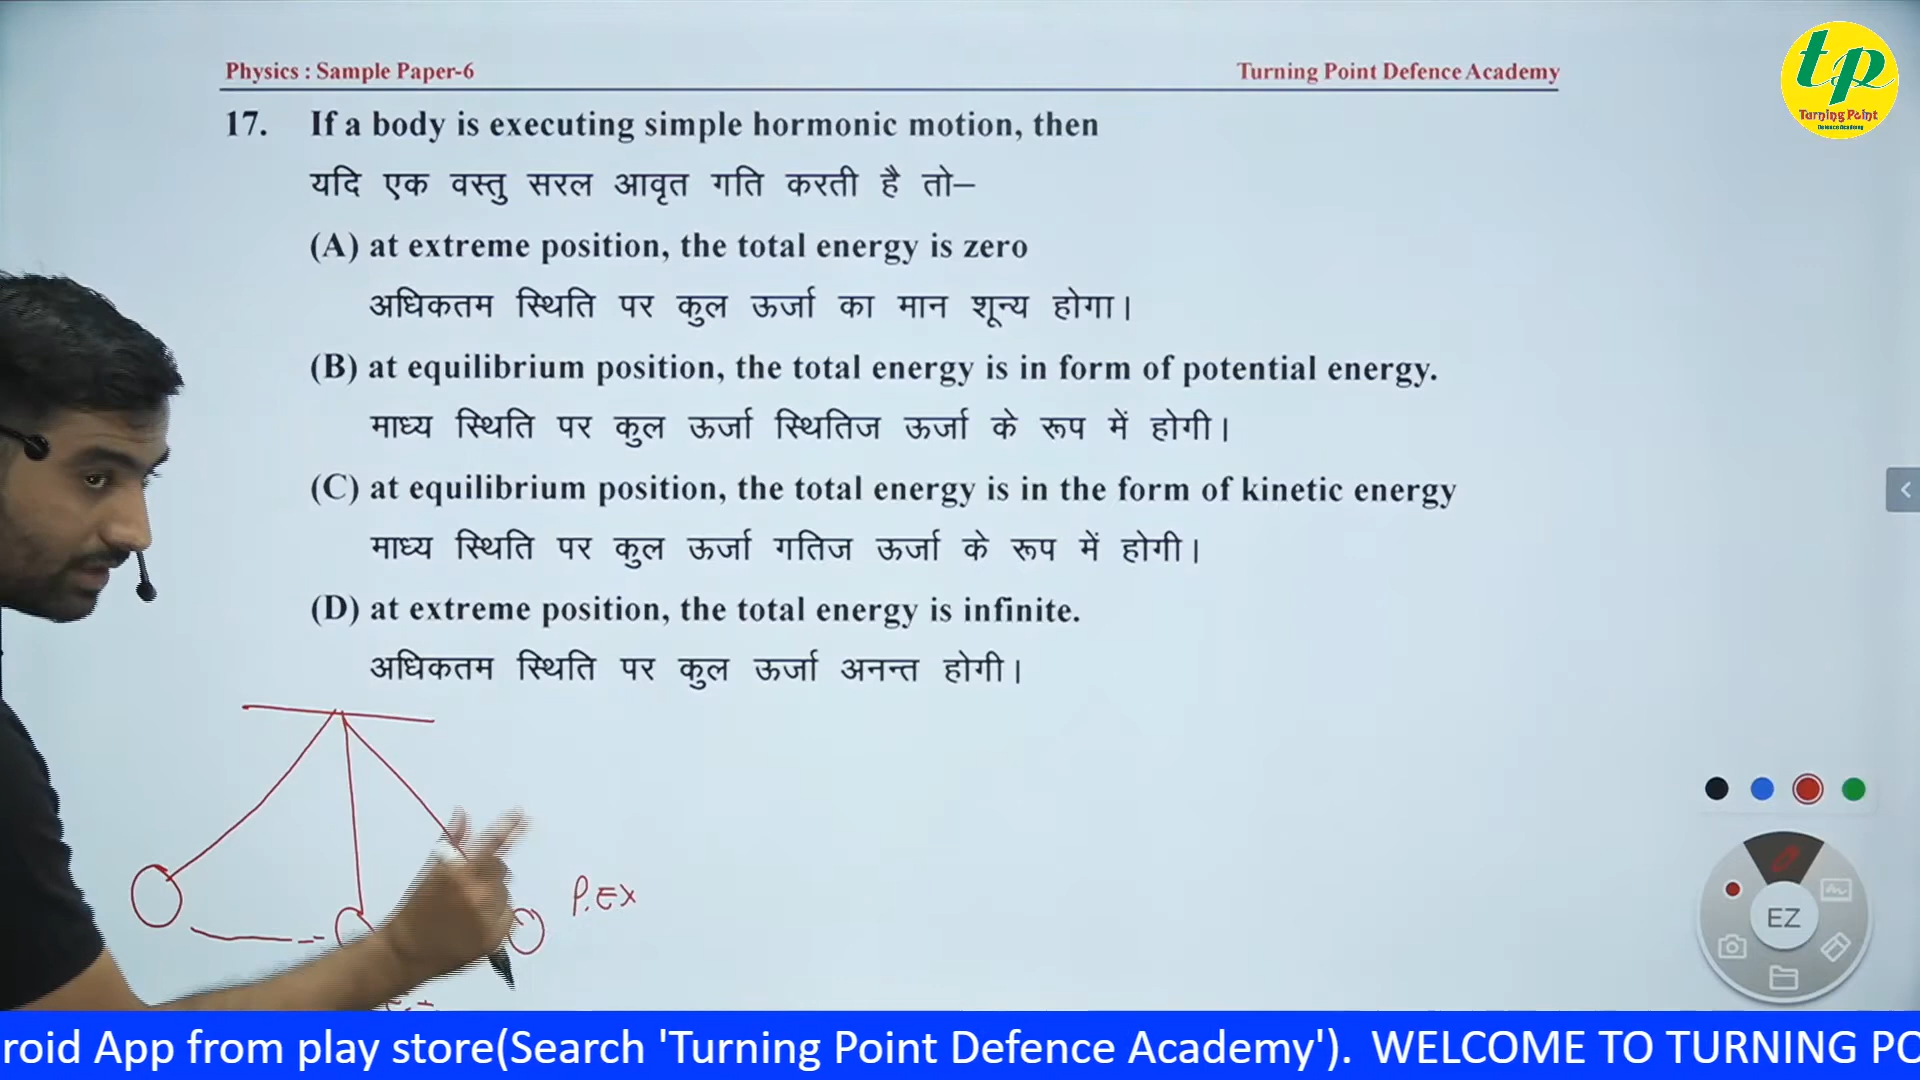 Physics : Sample Paper-6
Turning Point Defence Academy
tp
Turning Point
Defence Academy
17. If a body is executing simple hormonic motion, then
यदि एक वस्तु सरल आवृत गति करती है तो–
(A) at extreme position, the total energy is zero
अधिकतम स्थिति पर कुल ऊर्जा का मान शून्य होगा।
(B) at equilibrium position, the total energy is in form of potential energy.
माध्य स्थिति पर कुल ऊर्जा स्थितिज ऊर्जा के रूप में होगी।
(C) at equilibrium position, the total energy is in the form of kinetic energy
माध्य स्थिति पर कुल ऊर्जा गतिज ऊर्जा के रूप में होगी।
(D) at extreme position, the total energy is infinite.
अधिकतम स्थिति पर कुल ऊर्जा अनन्त होगी।
P.Ex
EZ
roid App from play store(Search 'Turning Point Defence Academy'). WELCOME TO TURNING PO